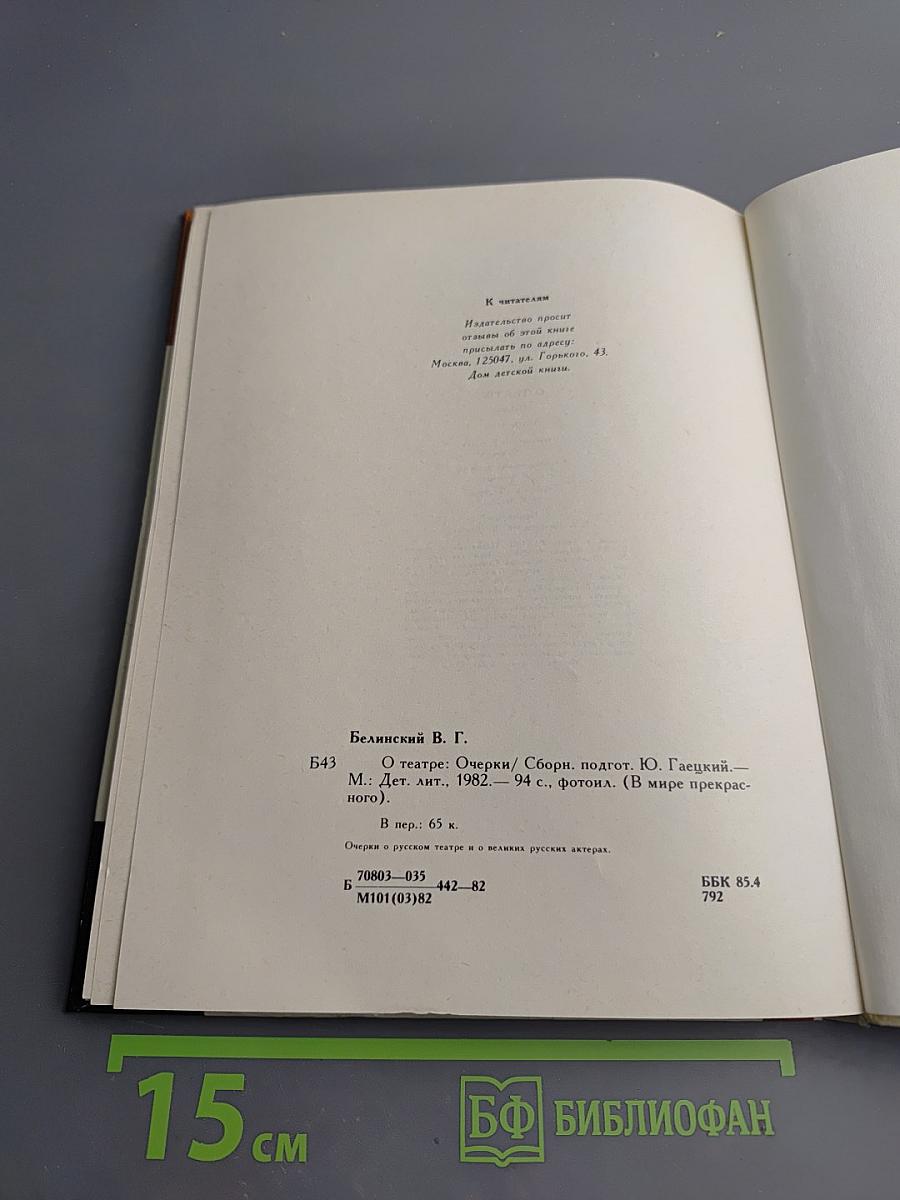 К читателям
Издательство просит
отзывы об этой книге
присылать по адресу:
Москва, 125047, ул. Горького, 43.
Дом детской книги.
Белинский В. Г.
Б43 О театре: Очерки/ Сборн. подгот. Ю. Гаецкий.—
М.: Дет. лит., 1982.— 94 с., фотоил. (В мире прекрас-
ного).
В пер.: 65 к.
Очерки о русском театре и о великих русских актерах.
70803—035
Б 442—82
М101(03)82
ББК 85.4
792
15 см
БФ БИБЛИОФАН